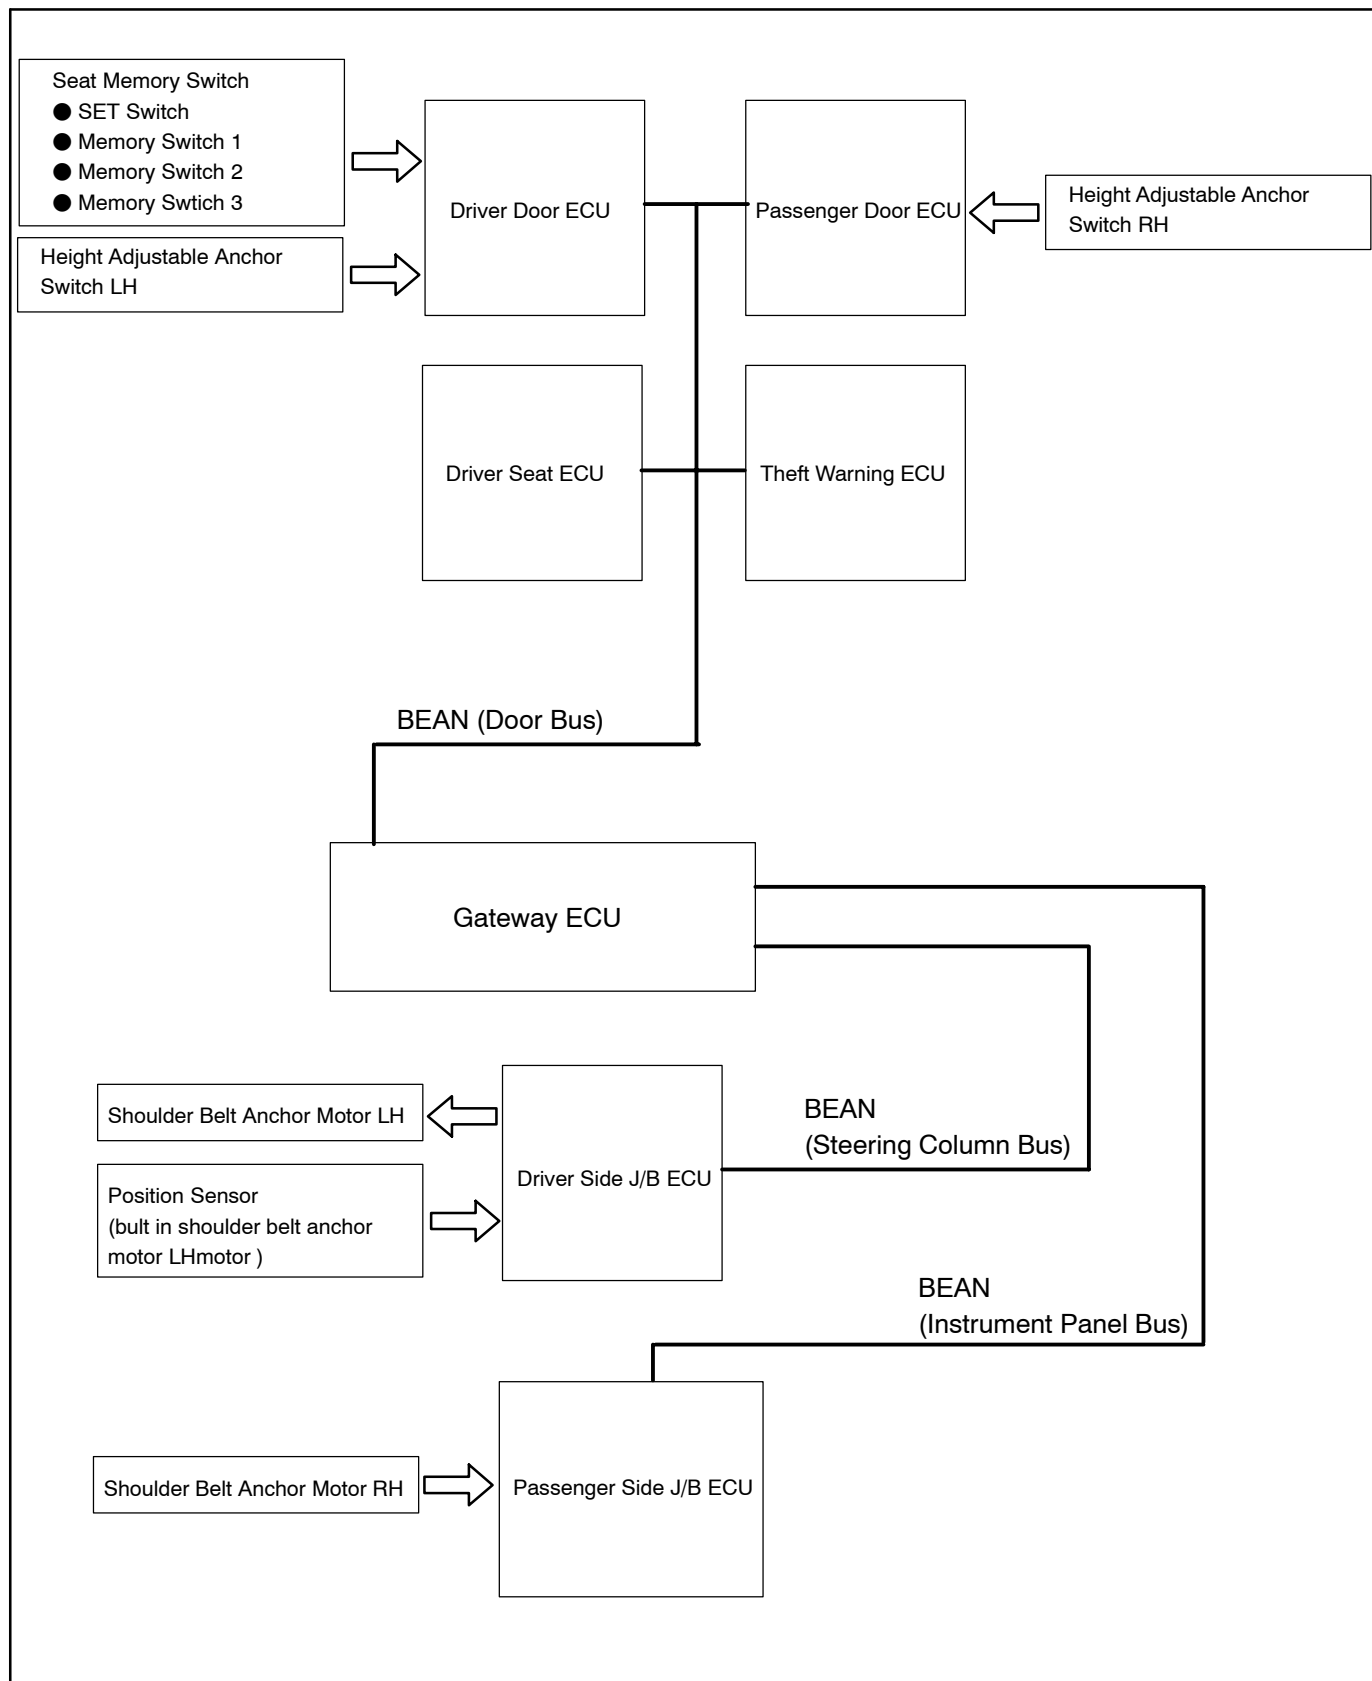 Seat Memory Switch
● SET Switch
● Memory Switch 1
● Memory Switch 2
● Memory Swtich 3
Height Adjustable Anchor
Switch LH
Driver Door ECU
Passenger Door ECU
Height Adjustable Anchor
Switch RH
Driver Seat ECU
Theft Warning ECU
BEAN (Door Bus)
Gateway ECU
Shoulder Belt Anchor Motor LH
Position Sensor
(bult in shoulder belt anchor
motor LHmotor )
Driver Side J/B ECU
BEAN
(Steering Column Bus)
BEAN
(Instrument Panel Bus)
Shoulder Belt Anchor Motor RH
Passenger Side J/B ECU